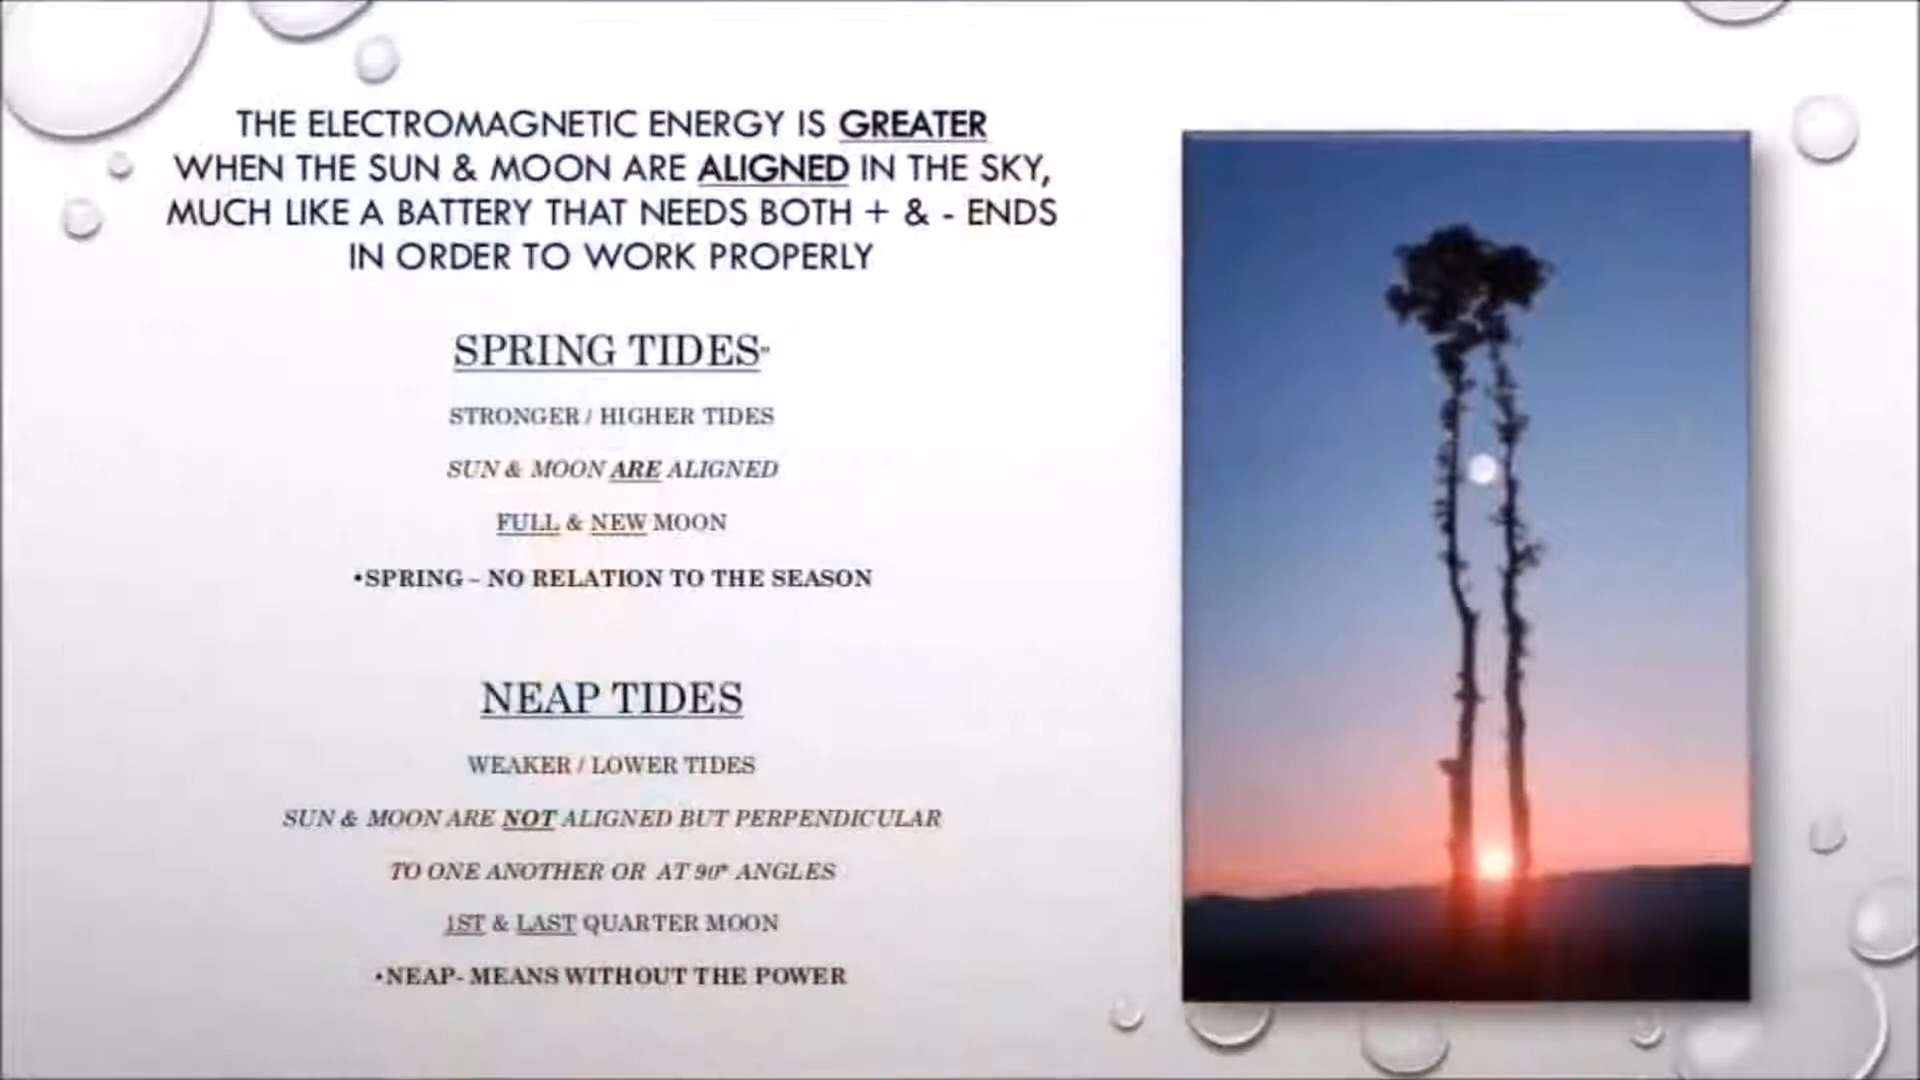 THE ELECTROMAGNETIC ENERGY IS GREATER
WHEN THE SUN & MOON ARE ALIGNED IN THE SKY,
MUCH LIKE A BATTERY THAT NEEDS BOTH + & - ENDS
IN ORDER TO WORK PROPERLY
SPRING TIDES-
STRONGER / HIGHER TIDES
SUN & MOON ARE ALIGNED
FULL & NEW MOON
•SPRING – NO RELATION TO THE SEASON
NEAP TIDES
WEAKER / LOWER TIDES
SUN & MOON ARE NOT ALIGNED BUT PERPENDICULAR
TO ONE ANOTHER OR AT 90* ANGLES
1ST & LAST QUARTER MOON
•NEAP- MEANS WITHOUT THE POWER